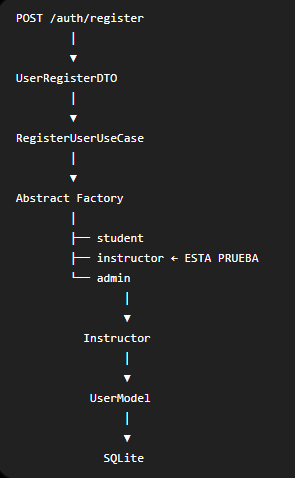 POST /auth/register
│
▼
UserRegisterDTO
│
▼
RegisterUserUseCase
│
▼
Abstract Factory
│
├── student
├── instructor ← ESTA PRUEBA
└── admin
│
▼
Instructor
│
▼
UserModel
│
▼
SQLite